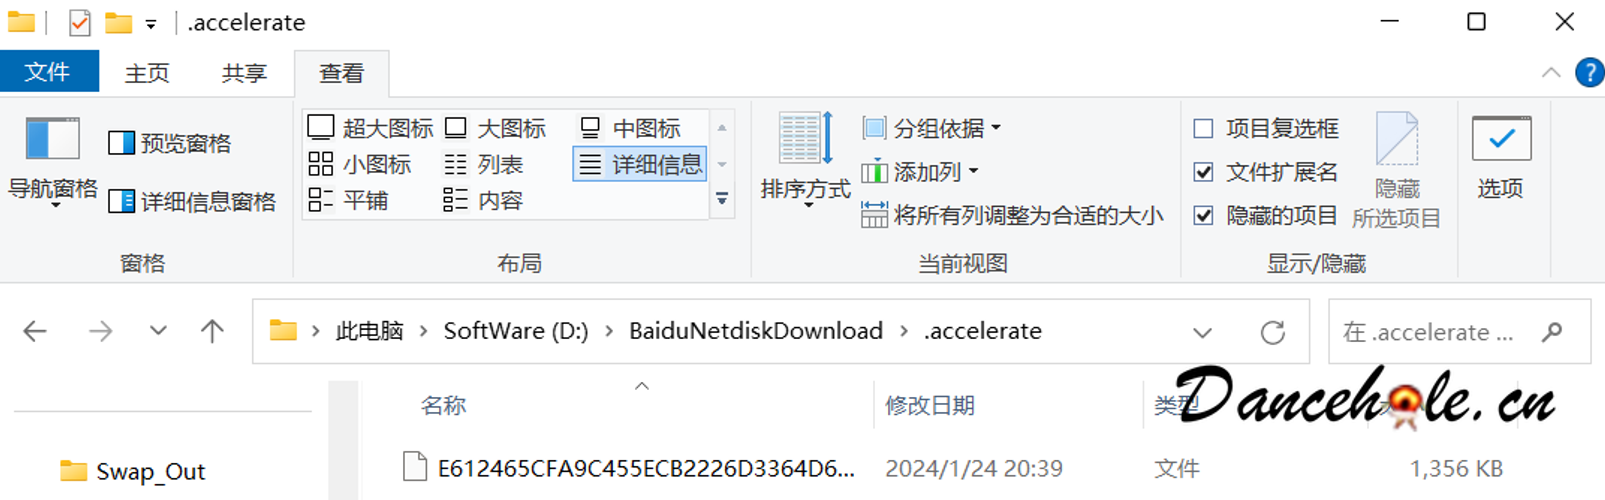 .accelerate
文件 主页 共享 查看
导航窗格 预览窗格 详细信息窗格
超大图标 大图标 中图标
小图标 列表 详细信息
平铺 内容
排序方式 分组依据
添加列
将所有列调整为合适的大小
项目复选框
文件扩展名
隐藏的项目
隐藏
所选项目
选项
窗格 布局 当前视图 显示/隐藏
此电脑 SoftWare (D:) BaiduNetdiskDownload .accelerate 在 .accelerate ...
名称 修改日期 类型
Dancehole.cn
Swap_Out E612465CFA9C455ECB2226D3364D6... 2024/1/24 20:39 文件 1,356 KB